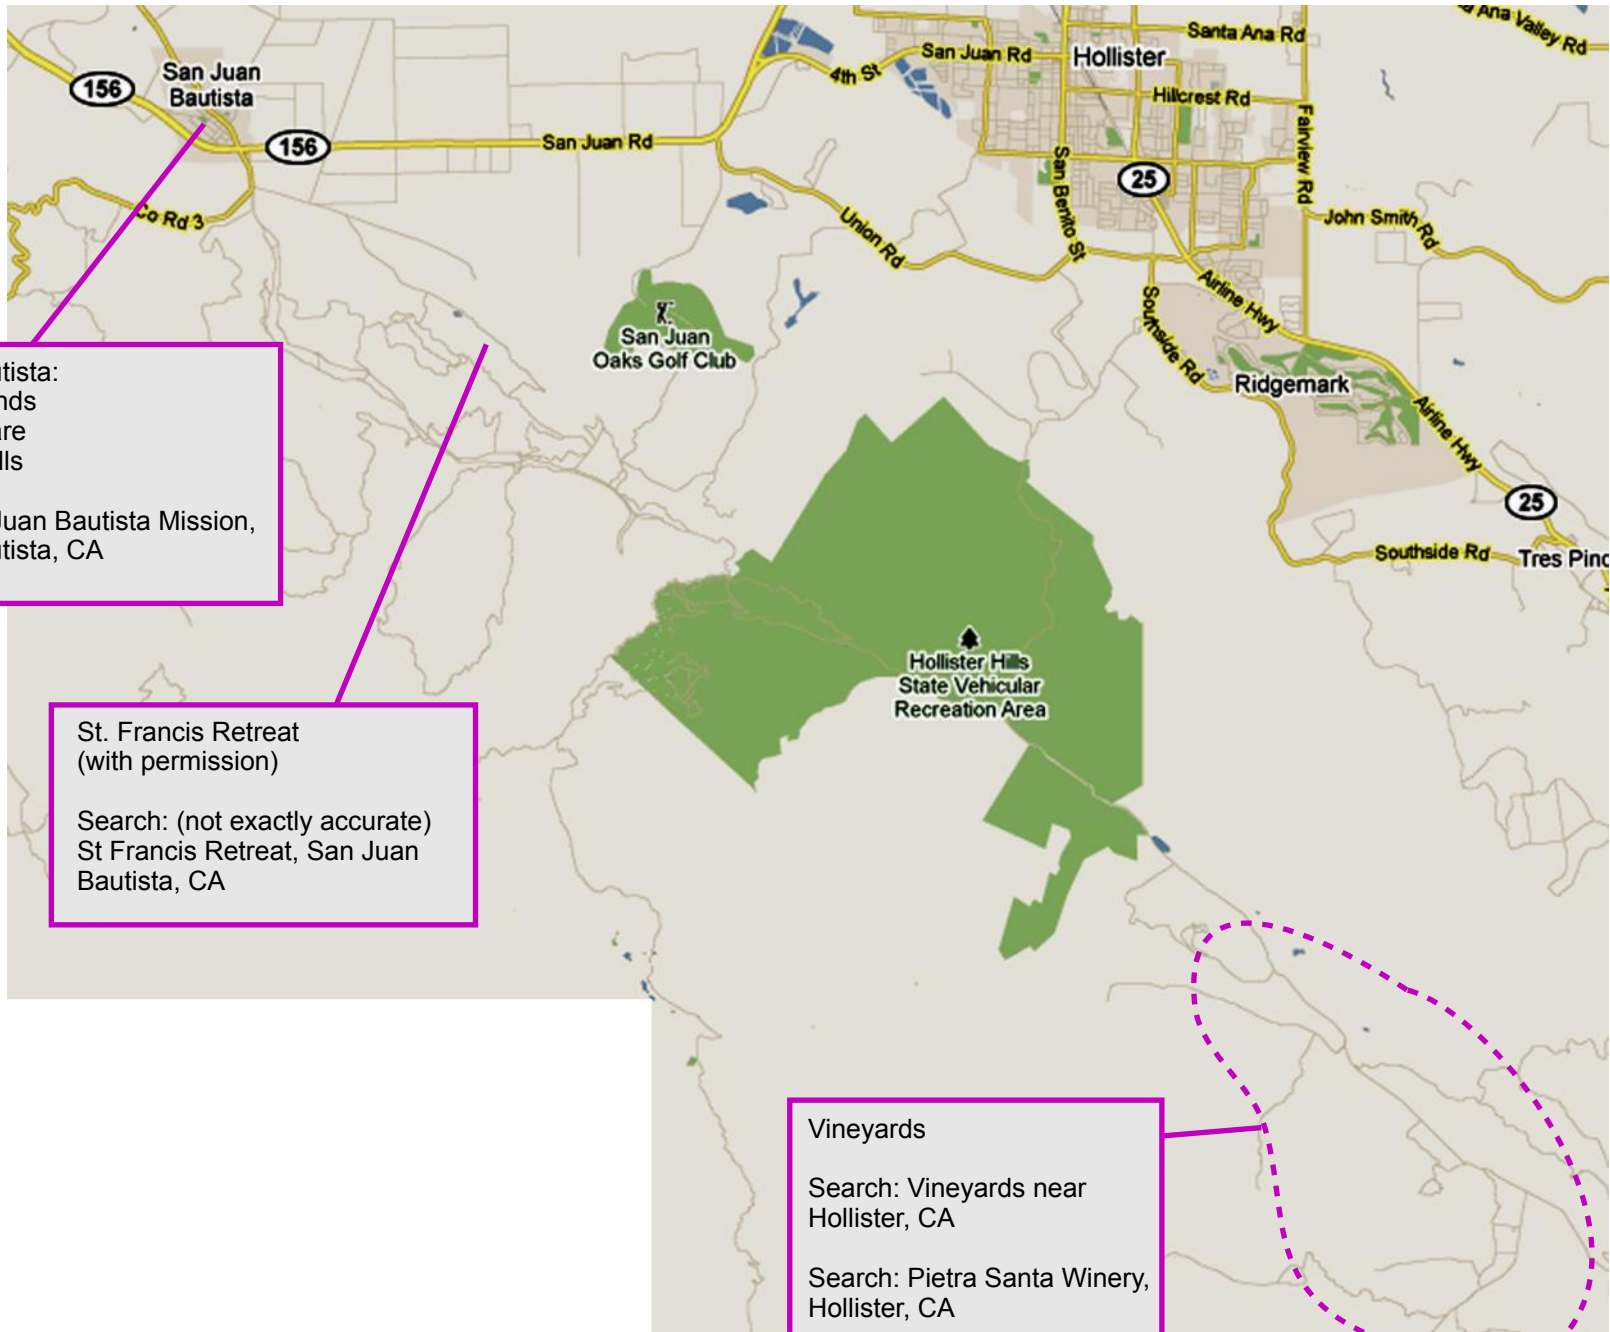 Santa Ana Rd
Ana Valley Rd
San Juan Rd
Hollister
4th St
Hillcrest Rd
San Juan
Bautista
156
156
San Juan Rd
Fairview Rd
San Benito St
25
Co Rd 3
Union Rd
John Smith Rd
Airline Hwy
Southside Rd
San Juan
Oaks Golf Club
Ridgemark
Airline Hwy
25
Southside Rd
Tres Pino
tista:
nds
are
lls
Juan Bautista Mission,
tista, CA
Hollister Hills
State Vehicular
Recreation Area
St. Francis Retreat
(with permission)
Search: (not exactly accurate)
St Francis Retreat, San Juan
Bautista, CA
Vineyards
Search: Vineyards near
Hollister, CA
Search: Pietra Santa Winery,
Hollister, CA